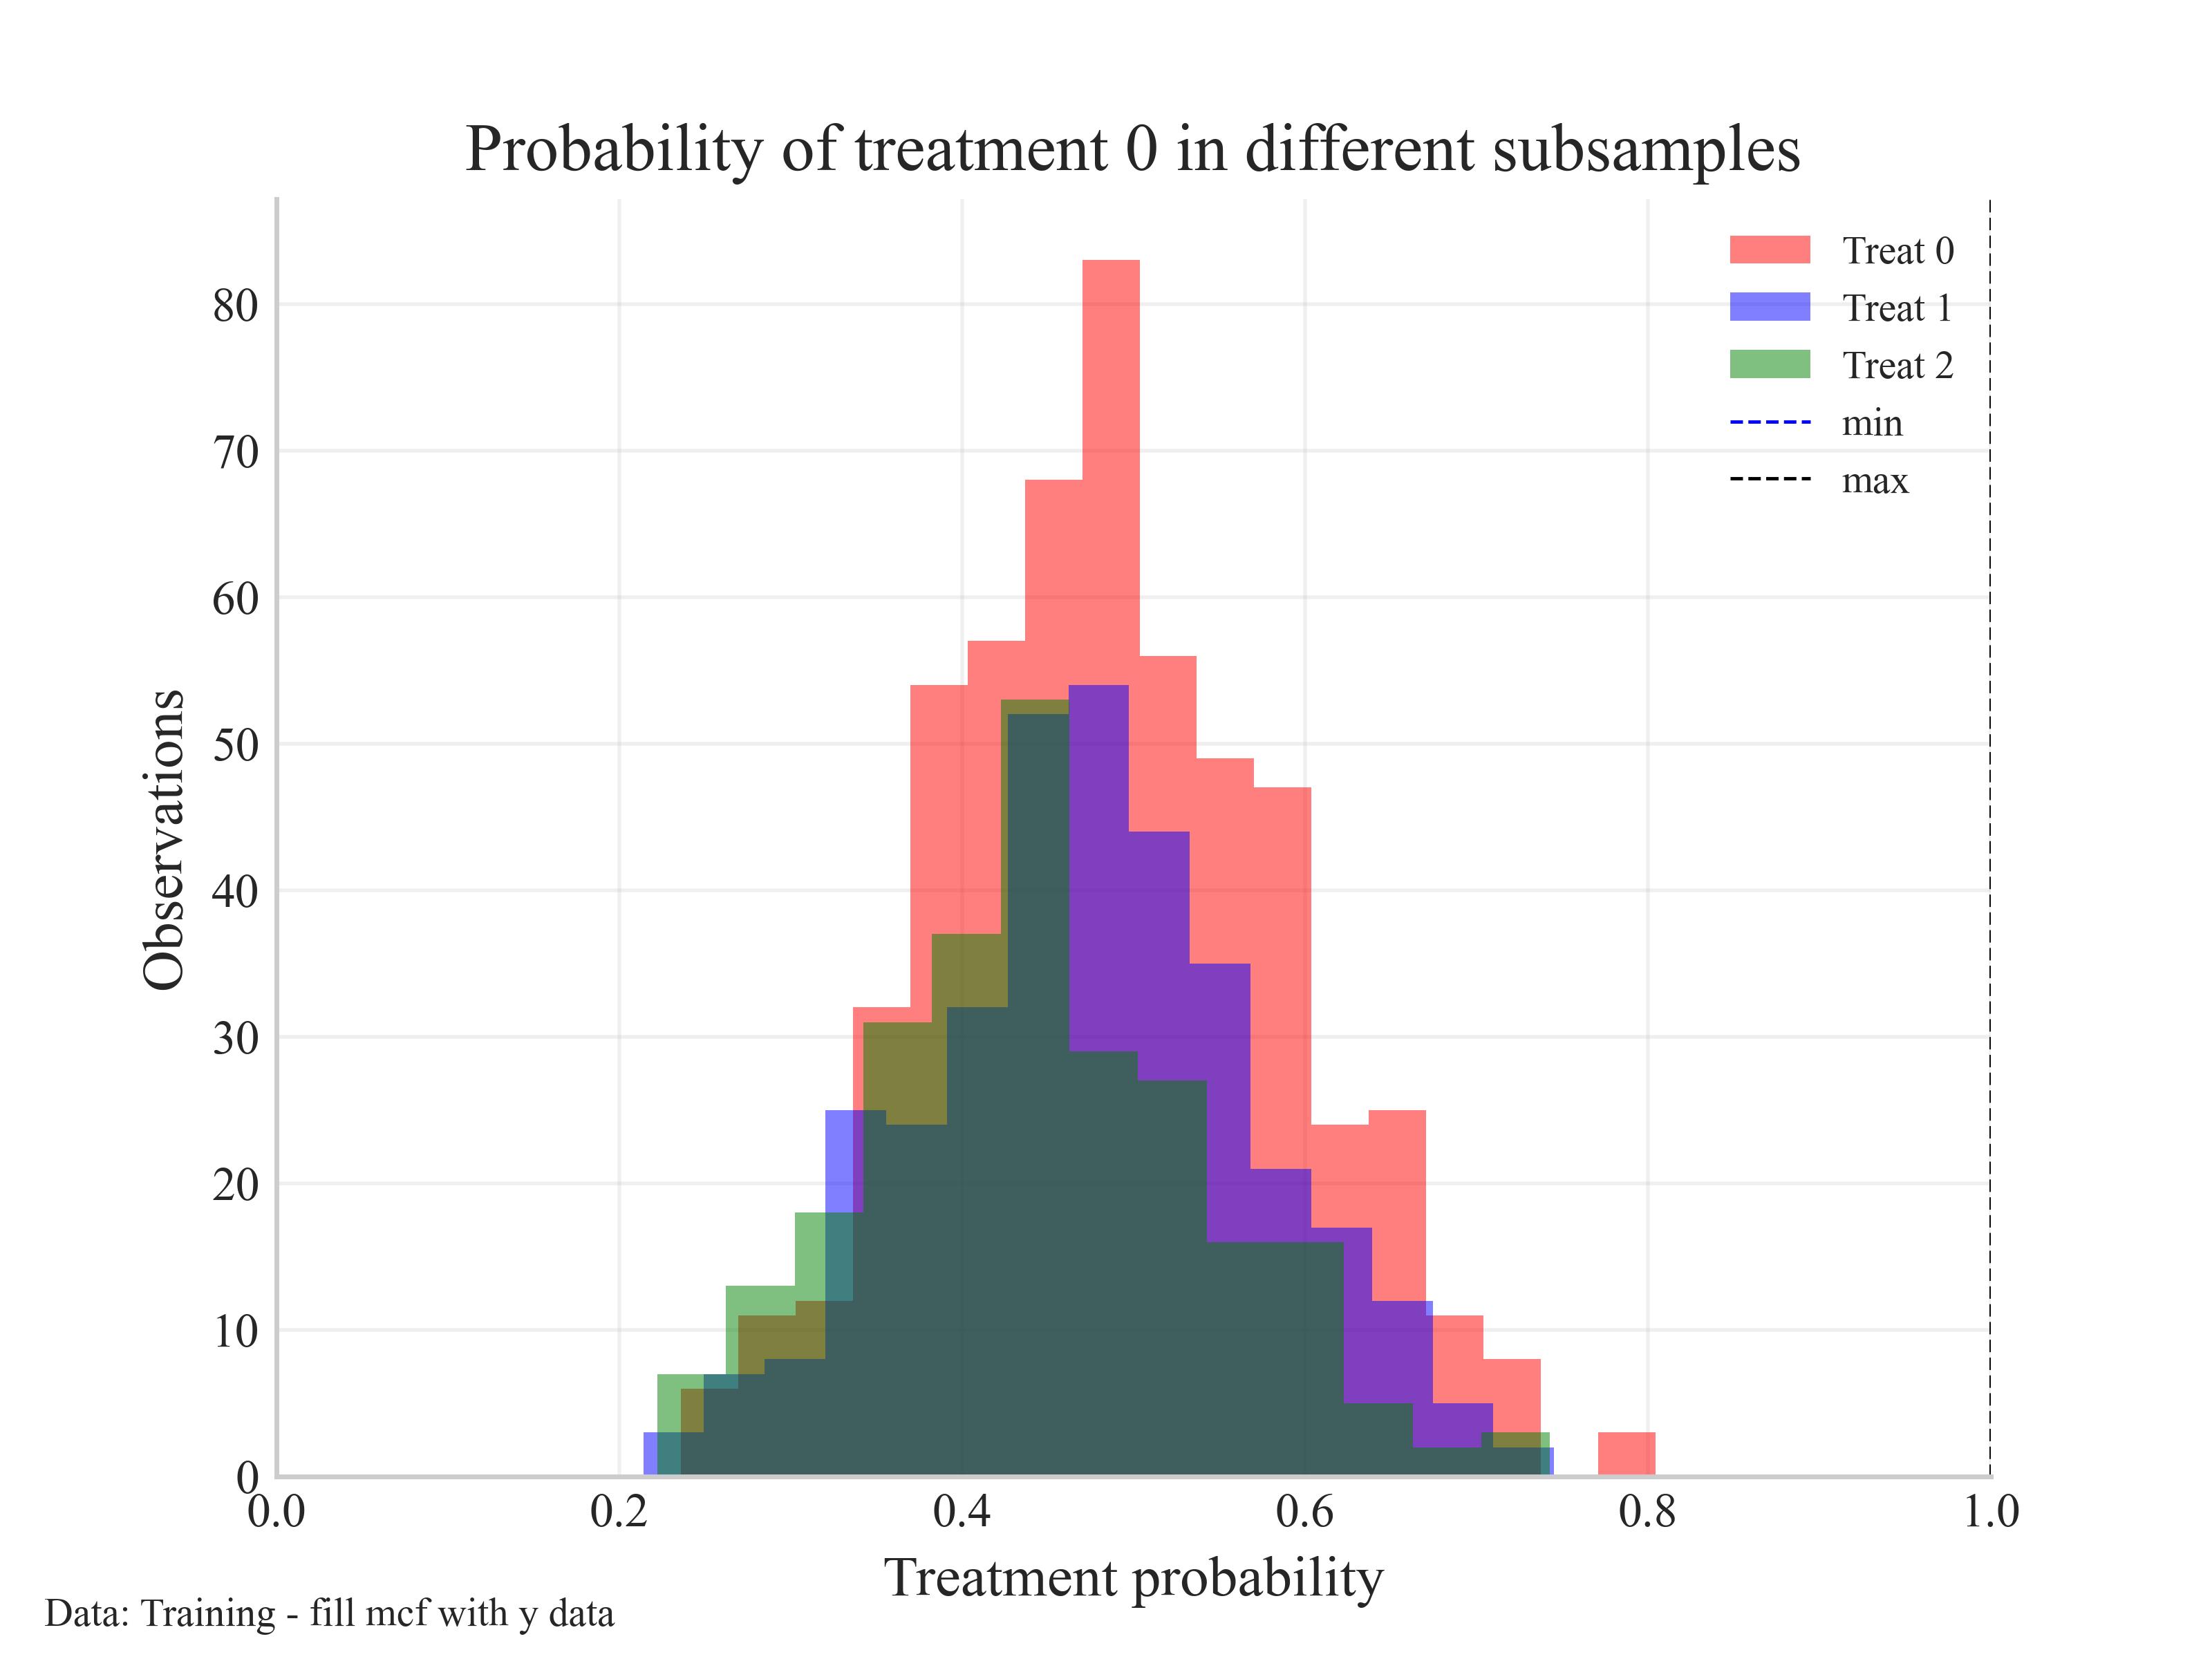 Probability of treatment 0 in different subsamples
Treat 0
Treat 1
Treat 2
min
max
80
70
60
50
40
30
20
10
0
Observations
0.0 0.2 0.4 0.6 0.8 1.0
Treatment probability
Data: Training - fill mcf with y data